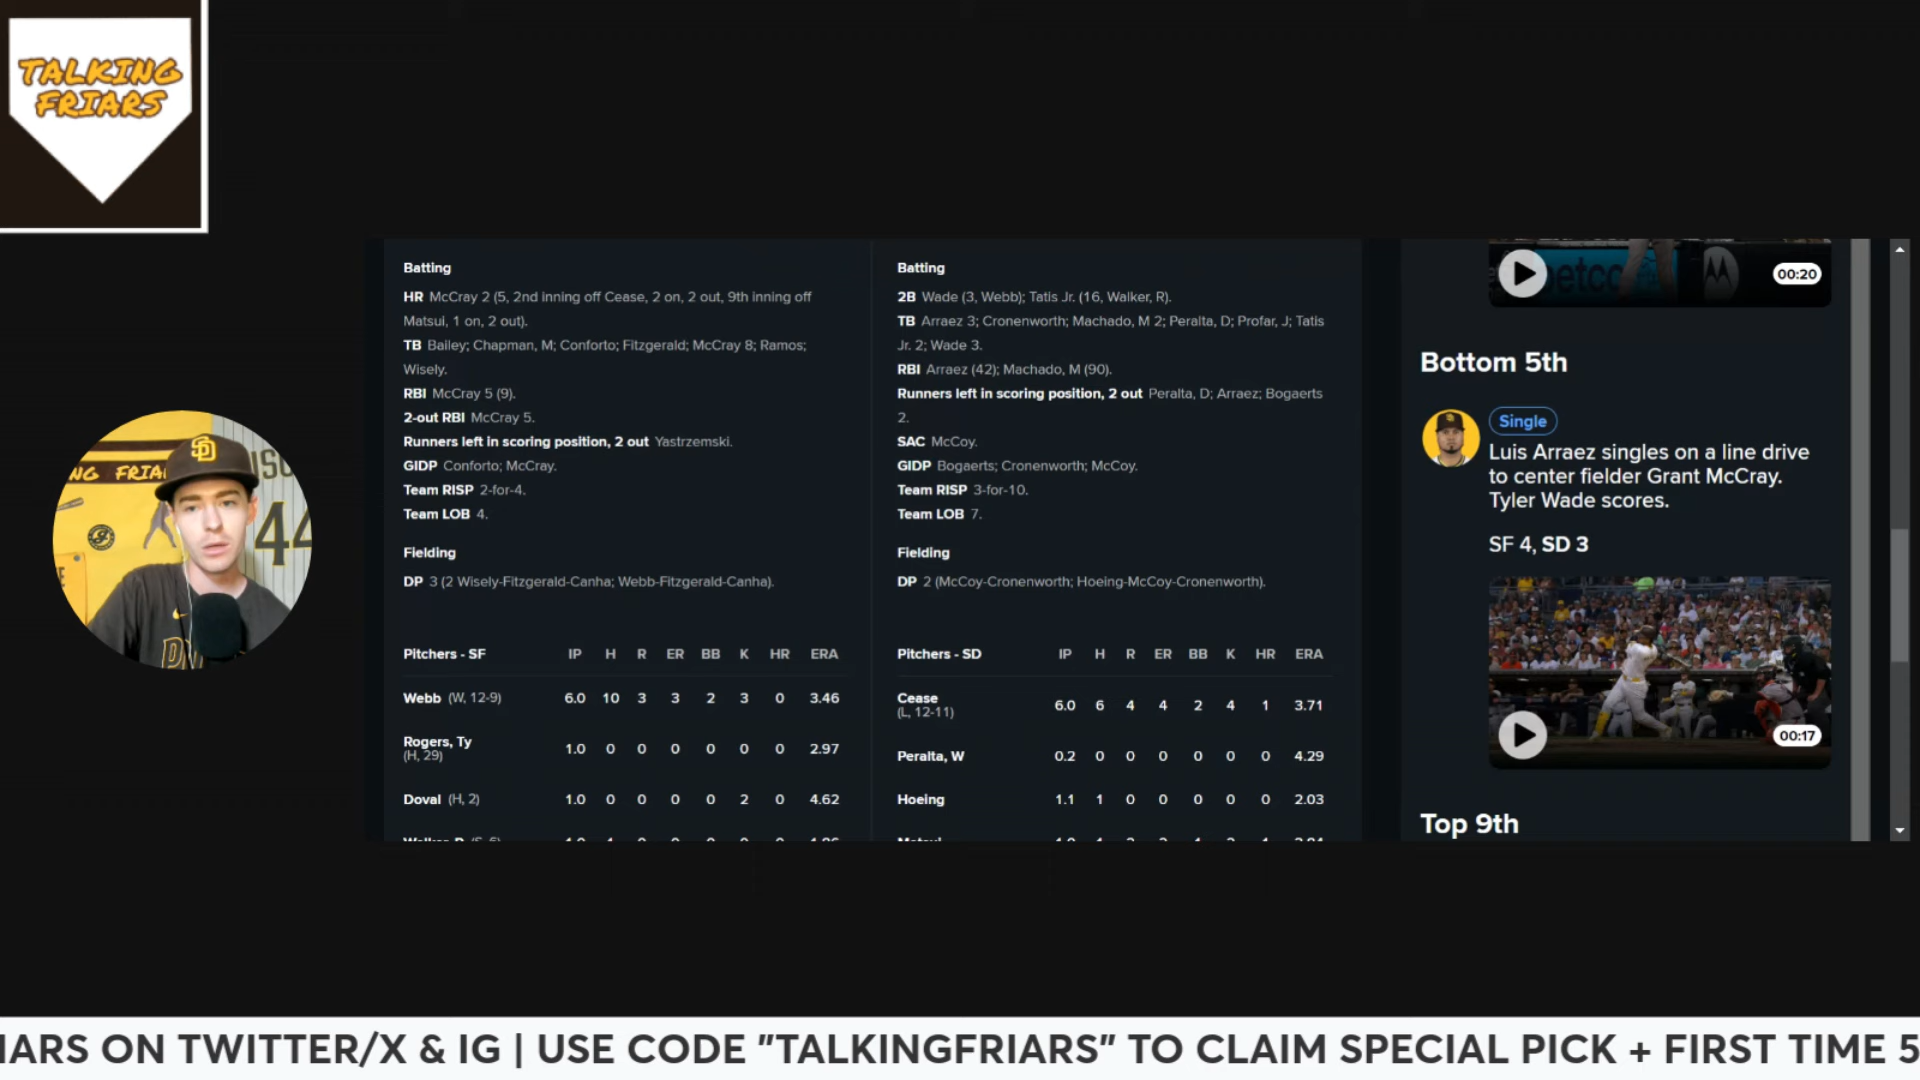 TALKING
FRIARS
Batting
HR McCray 2 (5, 2nd inning off Cease, 2 on, 2 out, 9th inning off
Matsui, 1 on, 2 out).
TB Bailey; Chapman, M; Conforto; Fitzgerald; McCray 8; Ramos;
Wisely.
RBI McCray 5 (9).
2-out RBI McCray 5.
Runners left in scoring position, 2 out Yastrzemski.
GIDP Conforto; McCray.
Team RISP 2-for-4.
Team LOB 4.
Fielding
DP 3 (2 Wisely-Fitzgerald-Canha; Webb-Fitzgerald-Canha).
Pitchers - SF IP H R ER BB K HR ERA
Webb (W, 12-9) 6.0 10 3 3 2 3 0 3.46
Rogers, Ty
(H, 29) 1.0 0 0 0 0 0 0 2.97
Doval (H, 2) 1.0 0 0 0 0 2 0 4.62
Batting
2B Wade (3, Webb); Tatis Jr. (16, Walker, R).
TB Arraez 3; Cronenworth; Machado, M 2; Peralta, D; Profar, J; Tatis
Jr. 2; Wade 3.
RBI Arraez (42); Machado, M (90).
Runners left in scoring position, 2 out Peralta, D; Arraez; Bogaerts
2.
SAC McCoy.
GIDP Bogaerts; Cronenworth; McCoy.
Team RISP 3-for-10.
Team LOB 7.
Fielding
DP 2 (McCoy-Cronenworth; Hoeing-McCoy-Cronenworth).
Pitchers - SD IP H R ER BB K HR ERA
Cease
(L, 12-11) 6.0 6 4 4 2 4 1 3.71
Peralta, W 0.2 0 0 0 0 0 0 4.29
Hoeing 1.1 1 0 0 0 0 0 2.03
petco
00:20
Bottom 5th
Single
Luis Arraez singles on a line drive
to center fielder Grant McCray.
Tyler Wade scores.
SF 4, SD 3
00:17
Top 9th
NG FRIA
SD
44
IARS ON TWITTER/X & IG | USE CODE "TALKINGFRIARS" TO CLAIM SPECIAL PICK + FIRST TIME 5